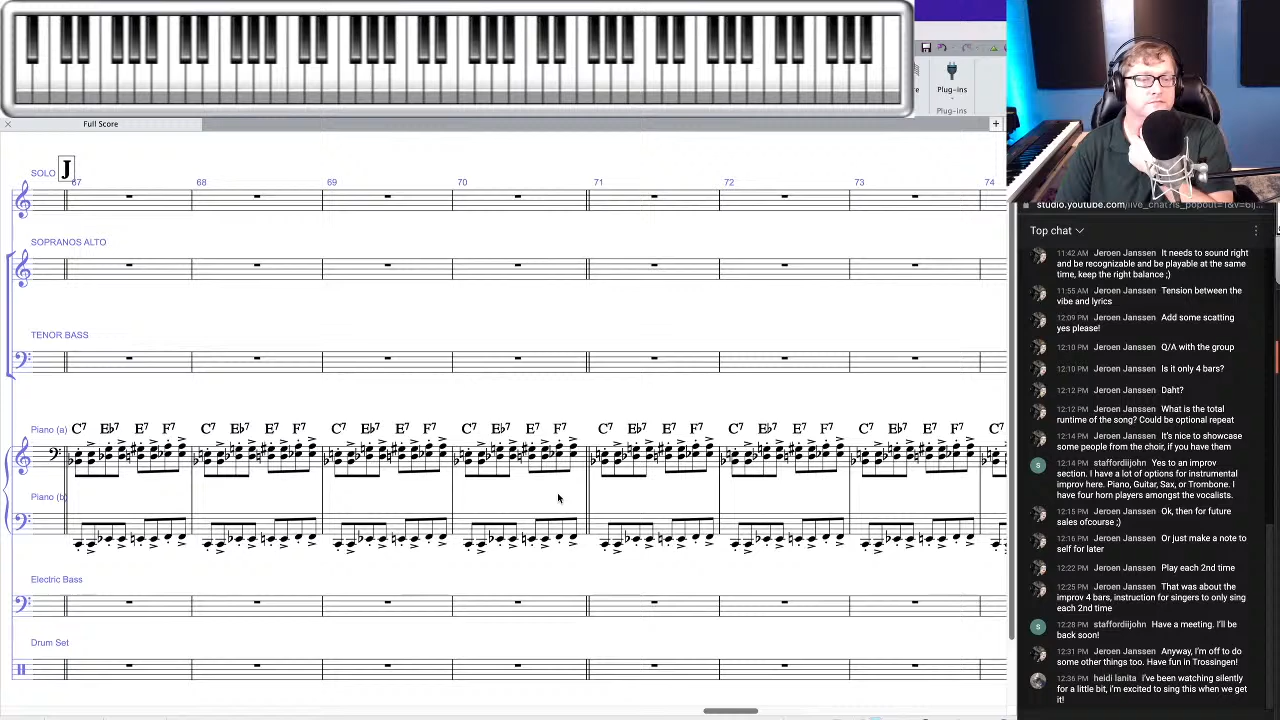 Plug-ins
Plug-ins
Full Score
SOLO J
67 68 69 70 71 72 73 74
SOPRANOS ALTO
TENOR BASS
Piano (a) C7 Eb7 E7 F7 C7 Eb7 E7 F7 C7 Eb7 E7 F7 C7 Eb7 E7 F7 C7 Eb7 E7 F7 C7 Eb7 E7 F7 C7 Eb7 E7 F7 C7
Piano (b)
Electric Bass
Drum Set
Top chat
11:42 AM Jeroen Janssen It needs to sound right
and be recognizable and be playable at the same
time, keep the right balance ;)
11:55 AM Jeroen Janssen Tension between the
vibe and lyrics
12:09 PM Jeroen Janssen Add some scatting
yes please!
12:10 PM Jeroen Janssen Q/A with the group
12:10 PM Jeroen Janssen Is it only 4 bars?
12:12 PM Jeroen Janssen Daht?
12:12 PM Jeroen Janssen What is the total
runtime of the song? Could be optional repeat
12:14 PM Jeroen Janssen It's nice to showcase
some people from the choir, if you have them
S 12:14 PM staffordiijohn Yes to an improv
section. I have a lot of options for instrumental
improv here. Piano, Guitar, Sax, or Trombone. I
have four horn players amongst the vocalists.
12:15 PM Jeroen Janssen Ok, then for future
sales ofcourse ;)
12:16 PM Jeroen Janssen Or just make a note to
self for later
12:22 PM Jeroen Janssen Play each 2nd time
12:25 PM Jeroen Janssen That was about the
improv 4 bars, instruction for singers to only sing
each 2nd time
S 12:28 PM staffordiijohn Have a meeting. I'll be
back soon!
12:31 PM Jeroen Janssen Anyway, I'm off to do
some other things too. Have fun in Trossingen!
12:36 PM heidi lanita i've been watching silently
for a little bit, i'm excited to sing this when we get
it!